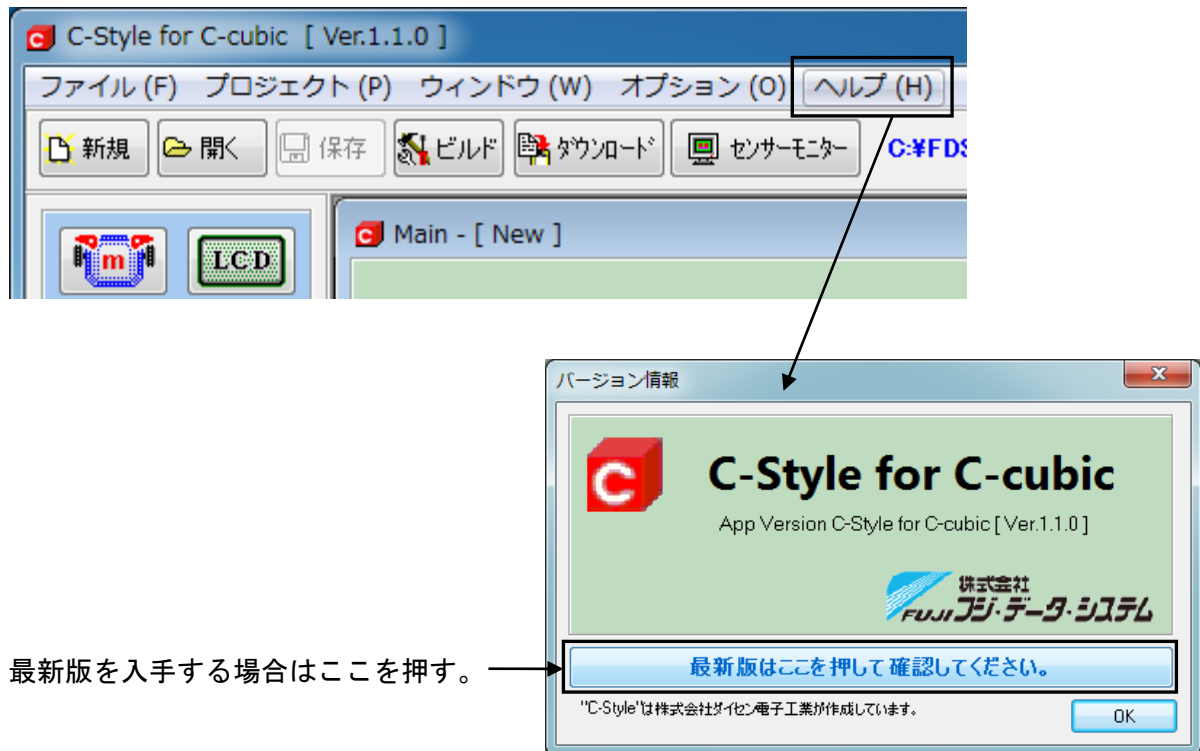 C-Style for C-cubic [ Ver.1.1.0 ]
ファイル (F) プロジェクト (P) ウィンドウ (W) オプション (O) ヘルプ (H)
新規 開く 保存 ビルド ﾀﾞｳﾝﾛｰﾄﾞ センサーモニター C:¥FDS
m LCD
Main - [ New ]
バージョン情報
C
C-Style for C-cubic
App Version C-Style for C-cubic [ Ver.1.1.0 ]
株式会社
FUJI フジ・データ・システム
最新版を入手する場合はここを押す。
最新版はここを押して確認してください。
"C-Style"は株式会社ﾀﾞｲｾﾝ電子工業が作成しています。
OK